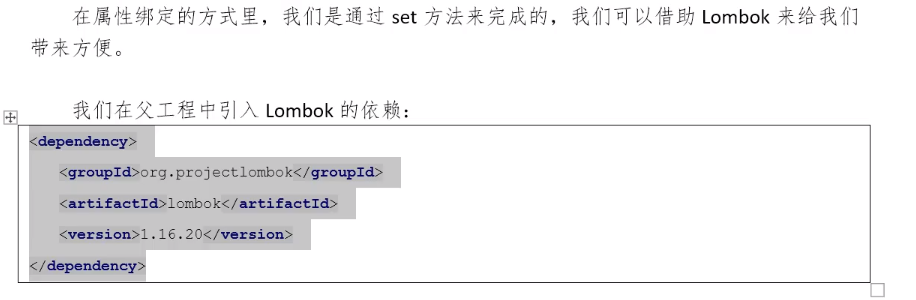 在属性绑定的方式里，我们是通过 set 方法来完成的，我们可以借助 Lombok 来给我们
带来方便。
我们在父工程中引入 Lombok 的依赖：
<dependency>
<groupId>org.projectlombok</groupId>
<artifactId>lombok</artifactId>
<version>1.16.20</version>
</dependency>